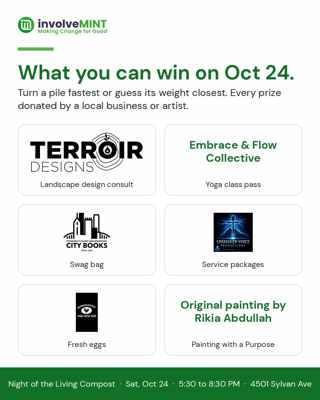 involveMINT
Making Change for Good
What you can win on Oct 24.
Turn a pile fastest or guess its weight closest. Every prize
donated by a local business or artist.
TERROIR
DESIGNS
Landscape design consult
Embrace & Flow
Collective
Yoga class pass
CITY BOOKS
Swag bag
Service packages
Fresh eggs
Original painting by
Rikia Abdullah
Painting with a Purpose
Night of the Living Compost · Sat, Oct 24 · 5:30 to 8:30 PM · 4501 Sylvan Ave